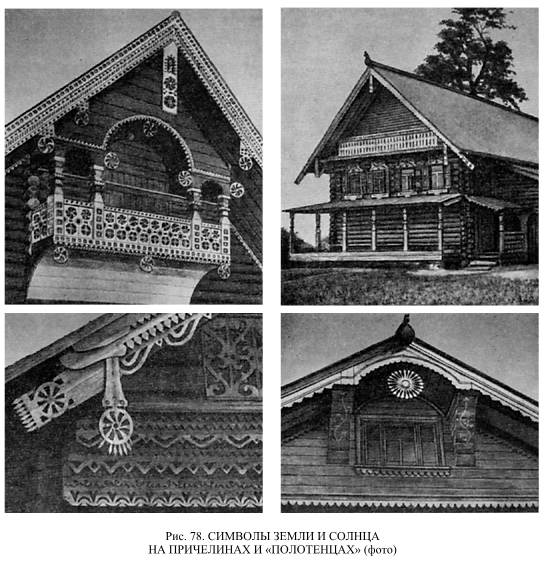 Рис. 78. СИМВОЛЫ ЗЕМЛИ И СОЛНЦА
НА ПРИЧЕЛИНАХ И «ПОЛОТЕНЦАХ» (фото)